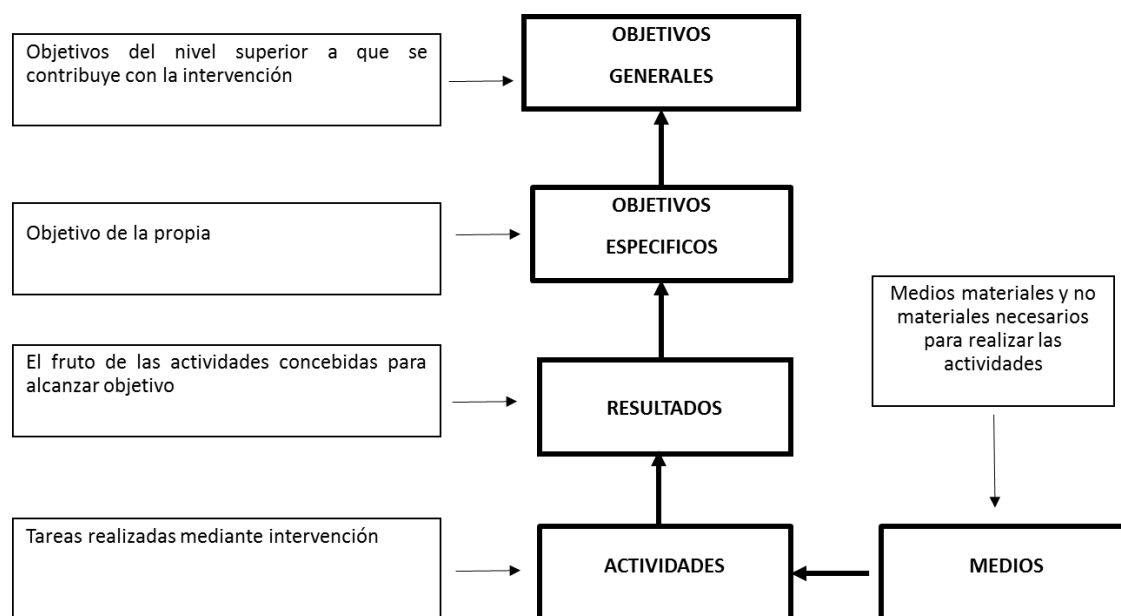 Objetivos del nivel superior a que se
contribuye con la intervención
OBJETIVOS
GENERALES
Objetivo de la propia
OBJETIVOS
ESPECIFICOS
Medios materiales y no
materiales necesarios
para realizar las
actividades
El fruto de las actividades concebidas para
alcanzar objetivo
RESULTADOS
Tareas realizadas mediante intervención
ACTIVIDADES
MEDIOS